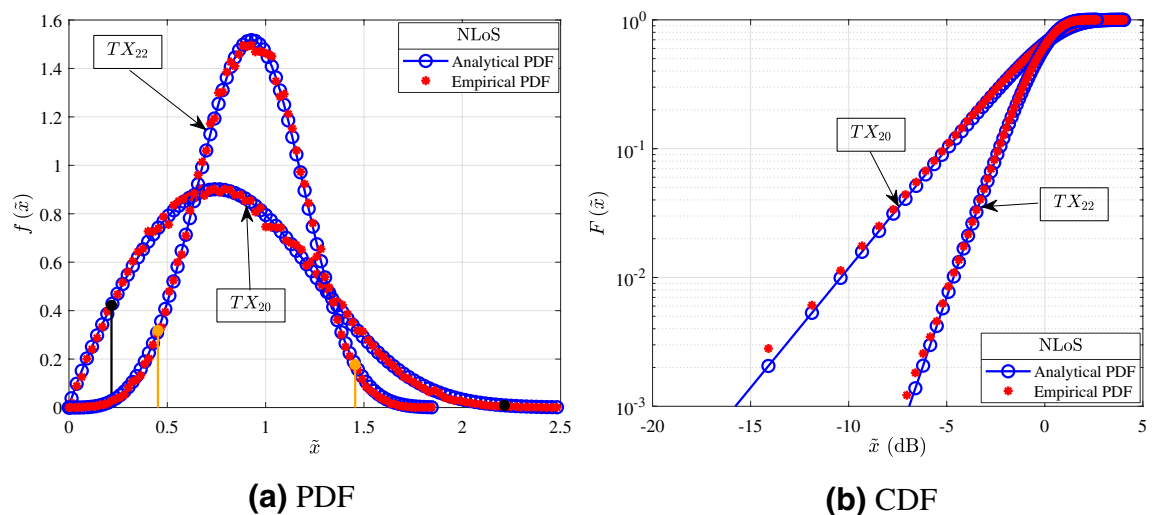 1.6
1.4
1.2
1
0.8
0.6
0.4
0.2
0
f (x̃)
0 0.5 1 1.5 2 2.5
x̃
TX₂₂
TX₂₀
NLoS
Analytical PDF
Empirical PDF
(a) PDF
10⁰
10⁻¹
10⁻²
10⁻³
F (x̃)
-20 -15 -10 -5 0 5
x̃ (dB)
TX₂₀
TX₂₂
NLoS
Analytical PDF
Empirical PDF
(b) CDF